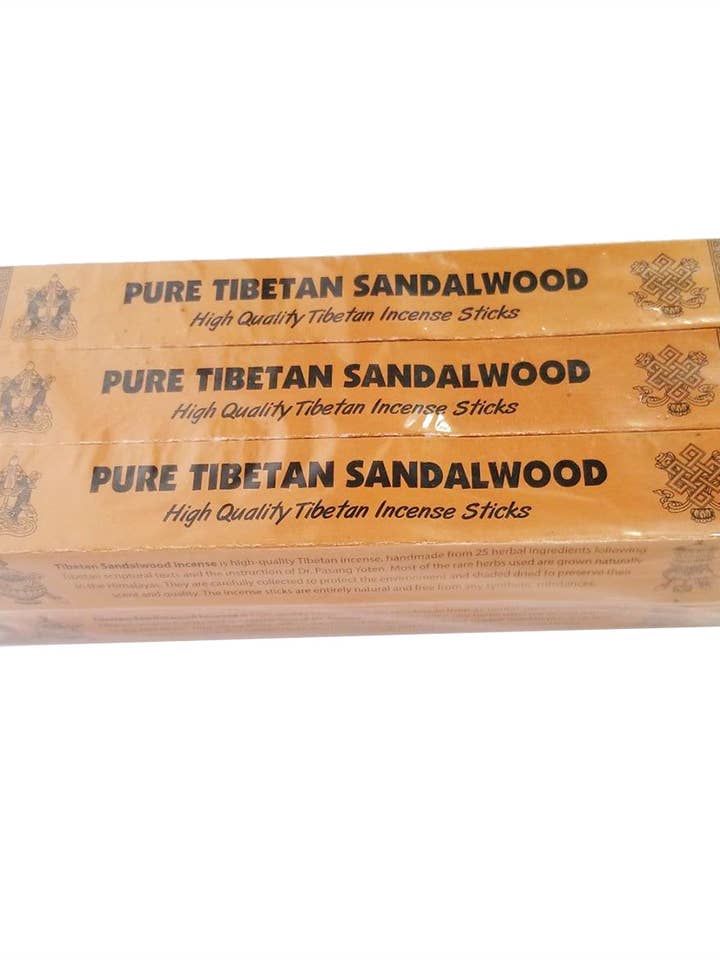 PURE TIBETAN SANDALWOOD
High Quality Tibetan Incense Sticks
PURE TIBETAN SANDALWOOD
High Quality Tibetan Incense Sticks
PURE TIBETAN SANDALWOOD
High Quality Tibetan Incense Sticks
Tibetan Sandalwood Incense is high-quality Tibetan incense, handmade from 25 herbal ingredients following
Tibetan scriptural texts and the instruction of Dr. Pasang Yoten. Most of the rare herbs used are grown naturally
in the Himalayas. They are carefully collected to protect the environment and shaded dried to preserve their
scent and quality. The incense sticks are entirely natural and free from any synthetic substances.